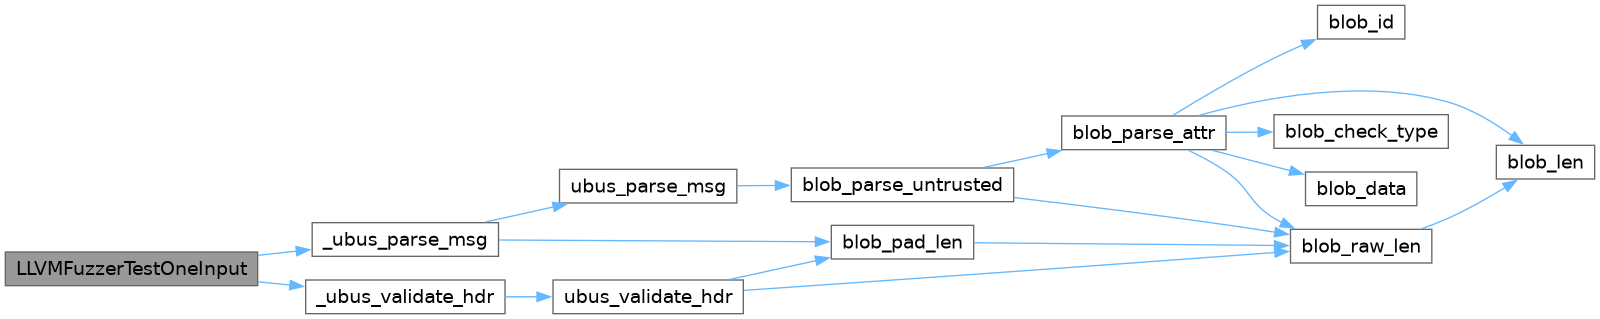 LLVMFuzzerTestOneInput
_ubus_parse_msg
_ubus_validate_hdr
ubus_parse_msg
ubus_validate_hdr
blob_parse_untrusted
blob_pad_len
blob_parse_attr
blob_id
blob_check_type
blob_data
blob_raw_len
blob_len